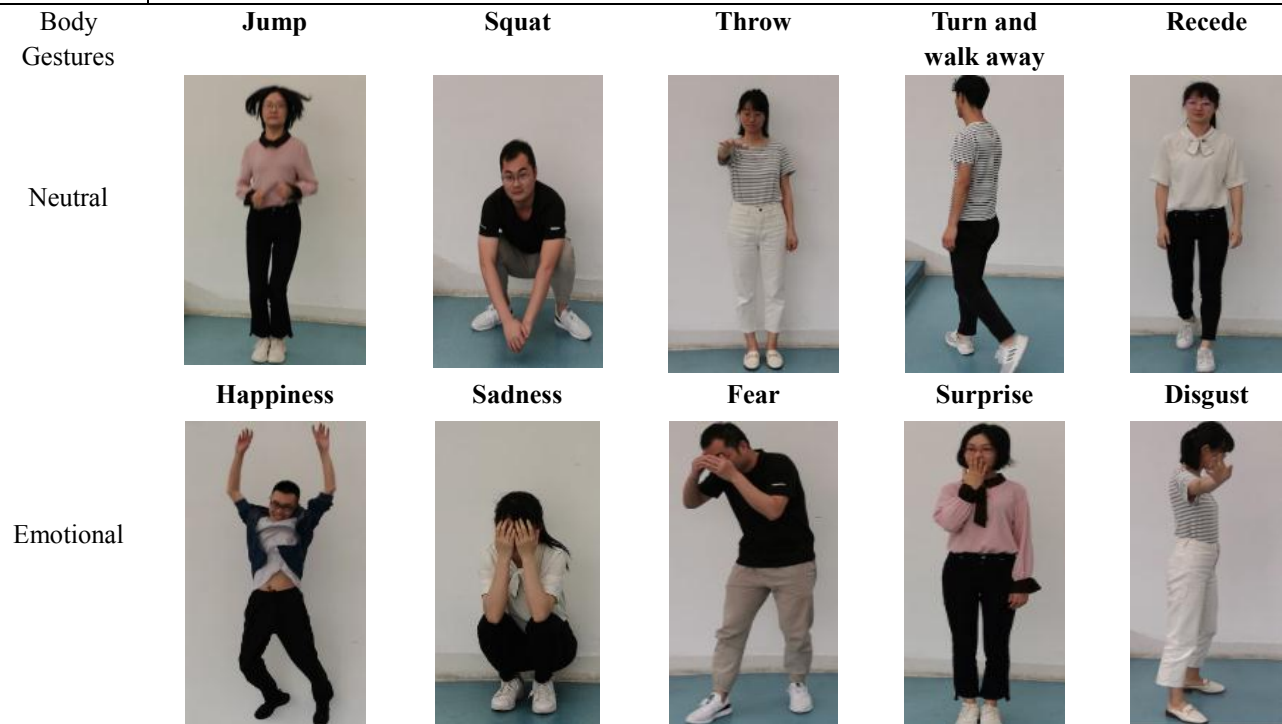 Body Gestures
Jump
Squat
Throw
Turn and walk away
Recede
Neutral
Happiness
Sadness
Fear
Surprise
Disgust
Emotional